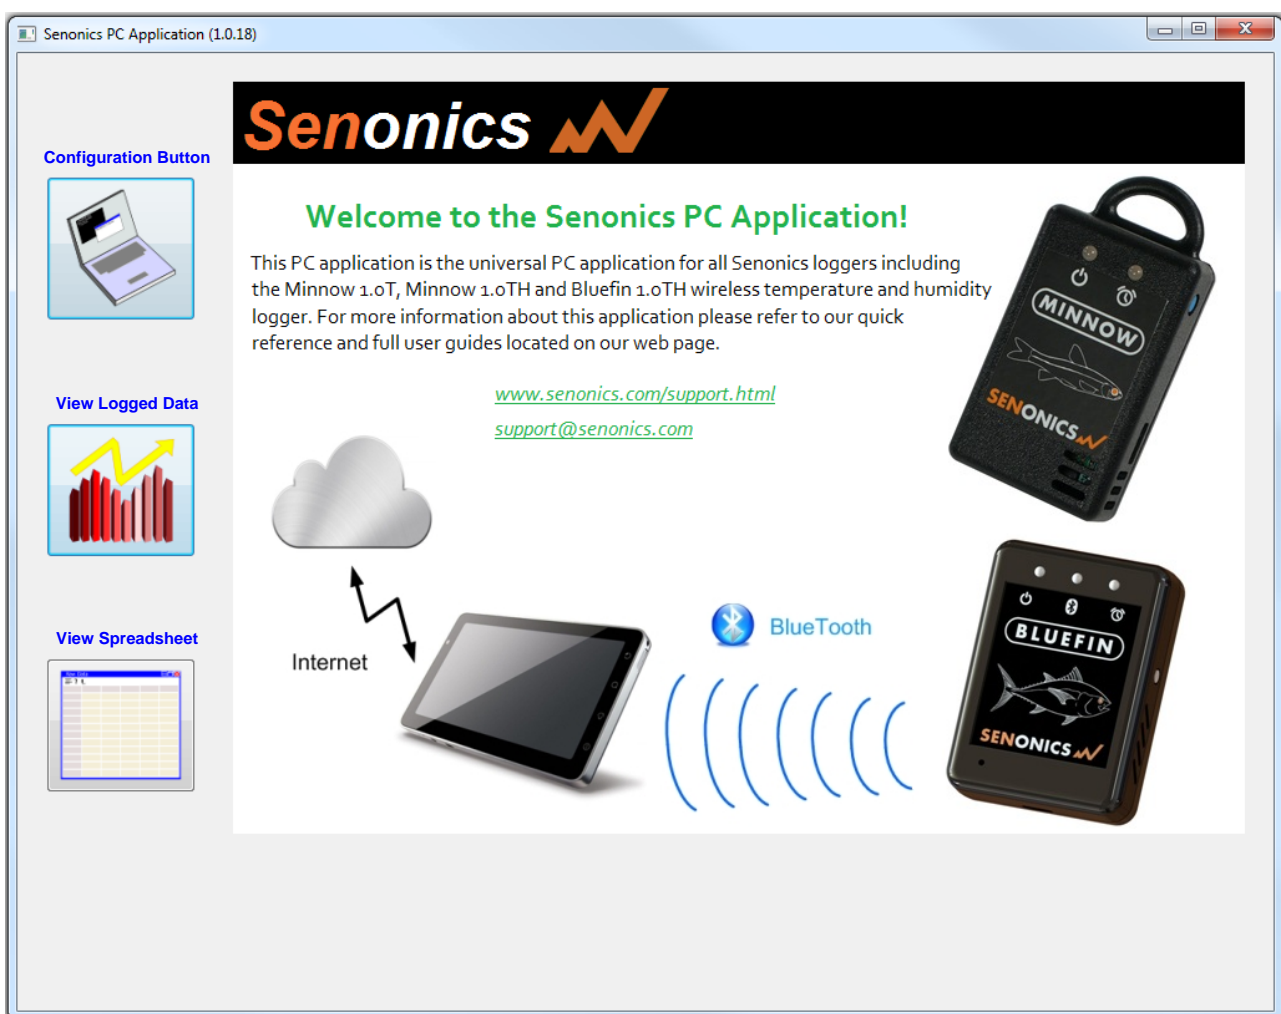 Senonics PC Application (1.0.18)
Senonics
Configuration Button
Welcome to the Senonics PC Application!
This PC application is the universal PC application for all Senonics loggers including
the Minnow 1.0T, Minnow 1.0TH and Bluefin 1.0TH wireless temperature and humidity
logger. For more information about this application please refer to our quick
reference and full user guides located on our web page.
www.senonics.com/support.html
support@senonics.com
MINNOW
SENONICS
View Logged Data
View Spreadsheet
Internet
BlueTooth
BLUEFIN
SENONICS